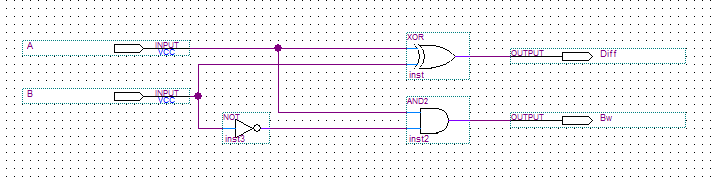 XOR
A
INPUT
VCC
OUTPUT
Diff
inst
B
INPUT
VCC
AND2
NOT
OUTPUT
Bw
inst3
inst2